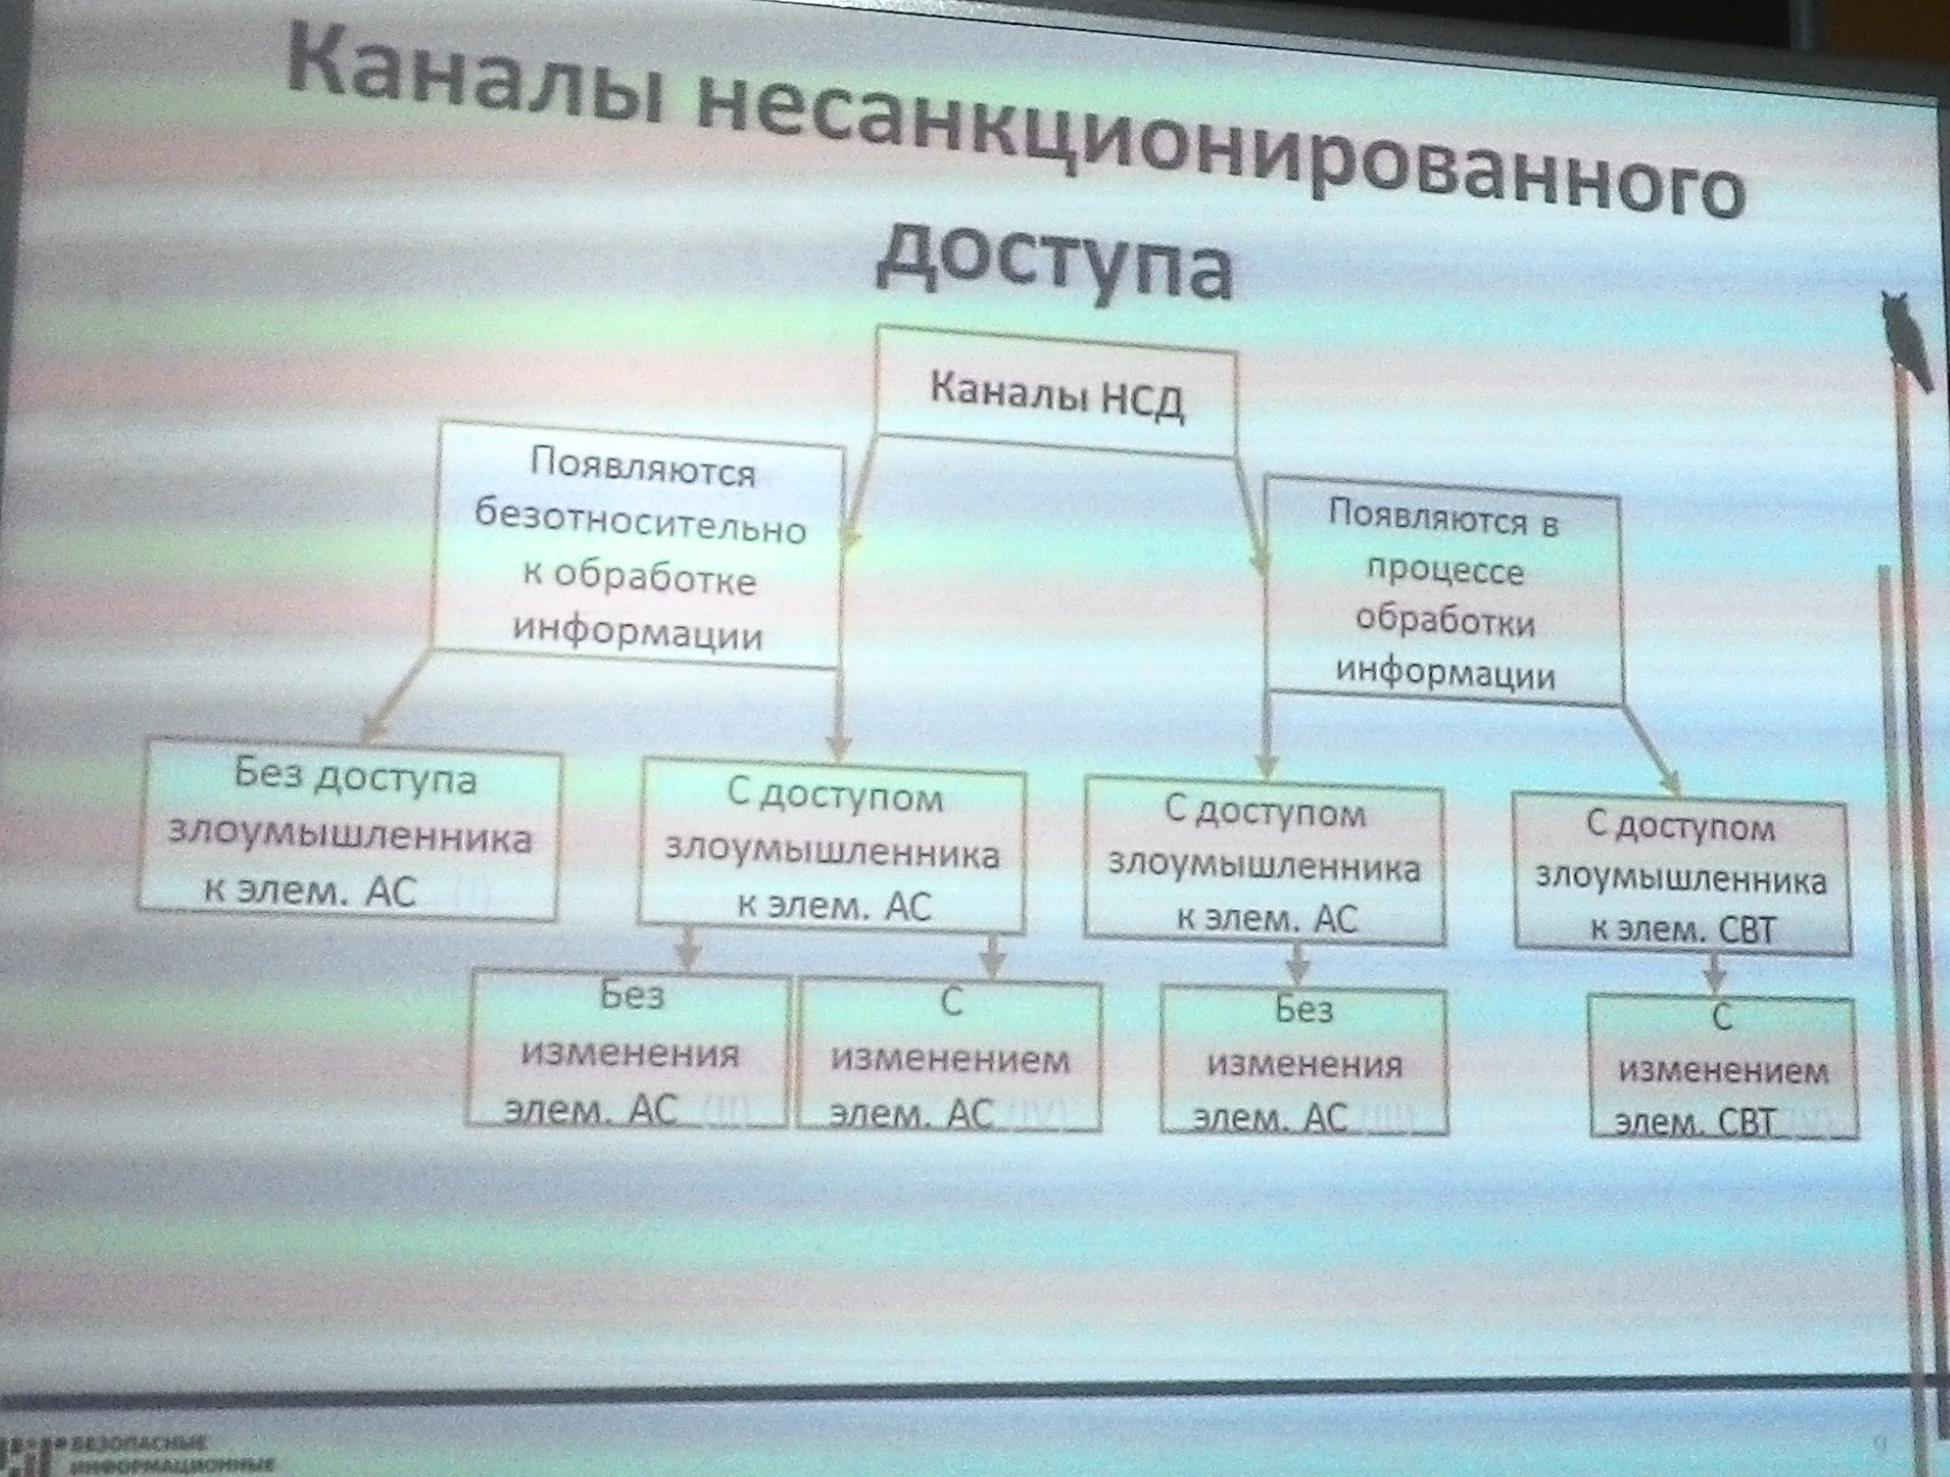 Каналы несанкционированного
доступа
Каналы НСД
Появляются
безотносительно
к обработке
информации
Появляются в
процессе
обработки
информации
Без доступа
злоумышленника
к элем. АС (I)
С доступом
злоумышленника
к элем. АС
С доступом
злоумышленника
к элем. АС
С доступом
злоумышленника
к элем. СВТ
Без
изменения
элем. АС (II)
С
изменением
элем. АС (IV)
Без
изменения
элем. АС (III)
С
изменением
элем. СВТ (V)
БЕЗОПАСНЫЕ
ИНФОРМАЦИОННЫЕ
9